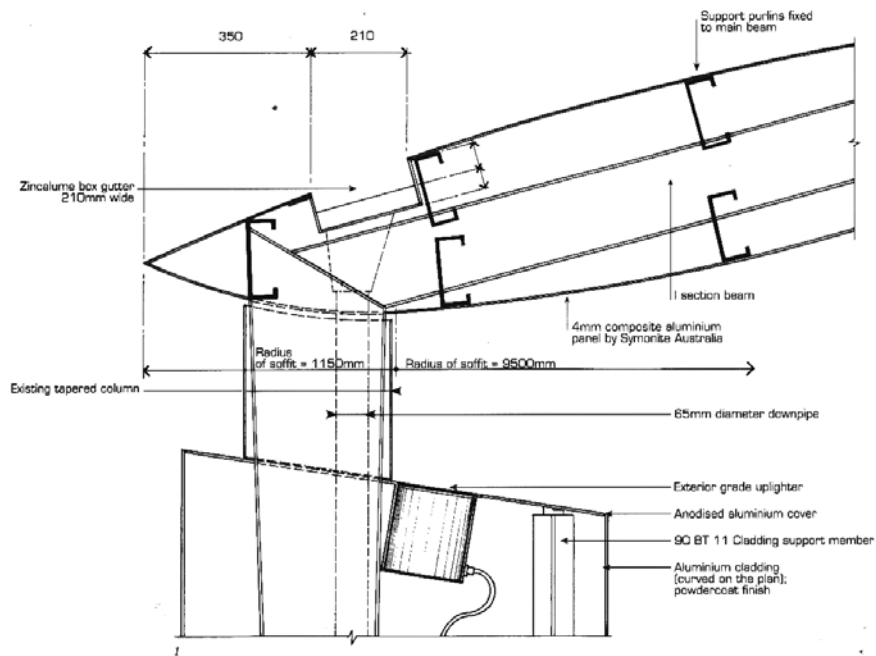 350
210
Support purlins fixed
to main beam
Zincalume box gutter
210mm wide
I section beam
4mm composite aluminium
panel by Symonite Australia
Radius
of soffit = 1150mm
Radius of soffit = 9500mm
Existing tapered column
65mm diameter downpipe
Exterior grade uplighter
Anodised aluminium cover
90 BT 11 Cladding support member
Aluminium cladding
(curved on the plan);
powdercoat finish
1